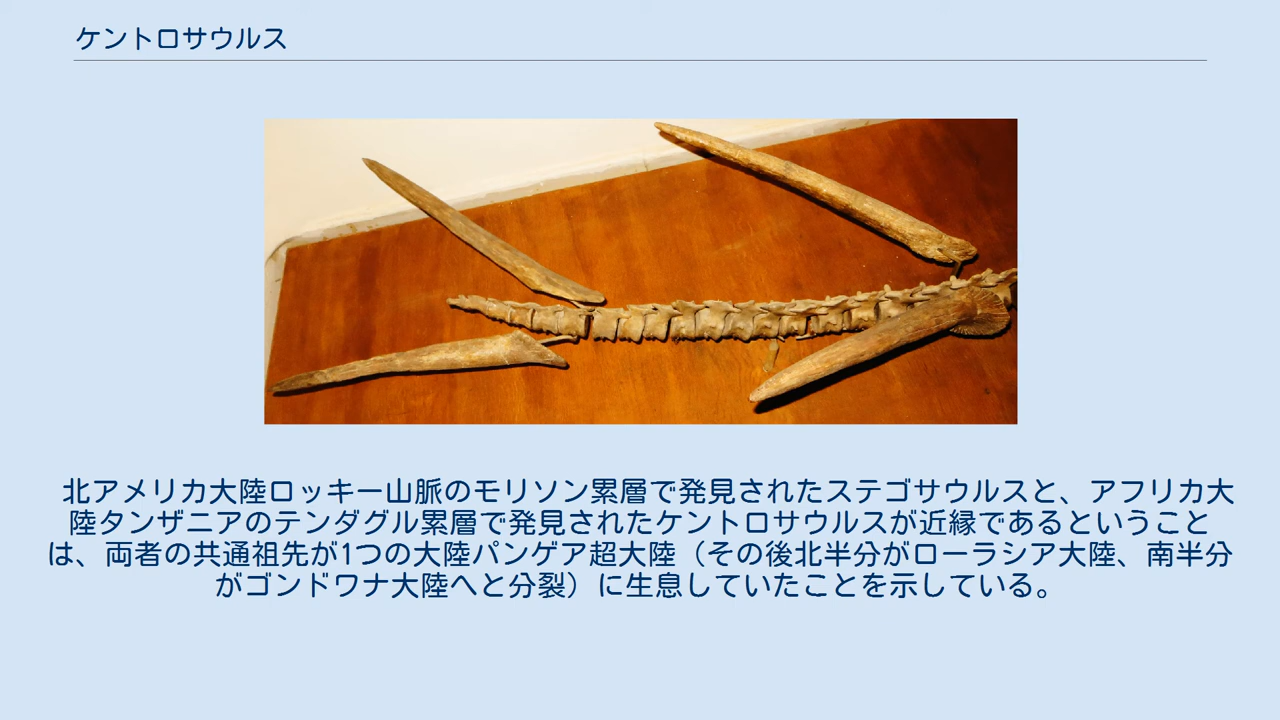 ケントロサウルス
北アメリカ大陸ロッキー山脈のモリソン累層で発見されたステゴサウルスと、アフリカ大
陸タンザニアのテンダグル累層で発見されたケントロサウルスが近縁であるということ
は、両者の共通祖先が1つの大陸パンゲア超大陸（その後北半分がローラシア大陸、南半分
がゴンドワナ大陸へと分裂）に生息していたことを示している。